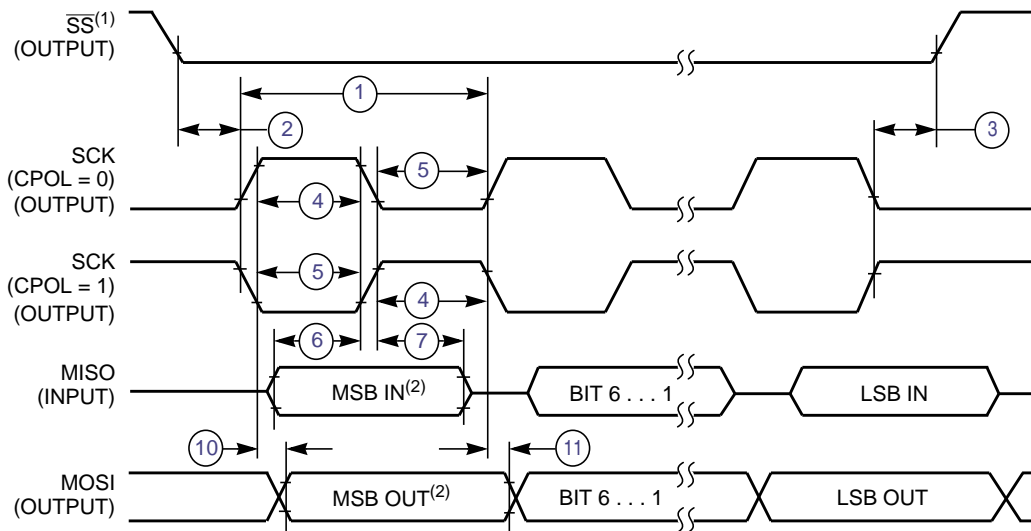 SS(1)
(OUTPUT)
1
2
3
SCK
(CPOL = 0)
(OUTPUT)
5
4
SCK
(CPOL = 1)
(OUTPUT)
5
4
6
7
MISO
(INPUT)
MSB IN(2)
BIT 6 . . . 1
LSB IN
10
11
MOSI
(OUTPUT)
MSB OUT(2)
BIT 6 . . . 1
LSB OUT